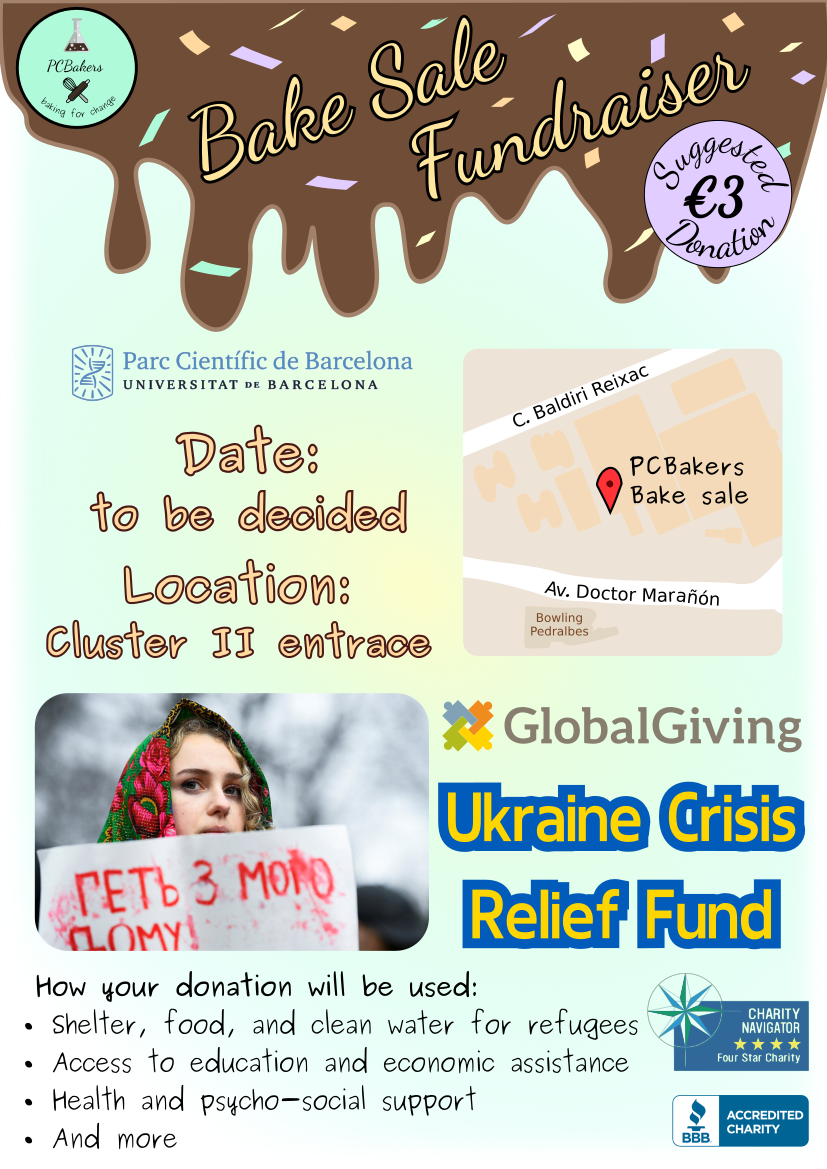 PCBakers
baking for change
Bake Sale
Fundraiser
Suggested
€3
Donation
Parc Científic de Barcelona
UNIVERSITAT DE BARCELONA
Date:
to be decided
Location:
Cluster II entrace
C. Baldiri Reixac
PCBakers
Bake sale
Av. Doctor Marañón
Bowling
Pedralbes
ГЕТЬ З МОГО
ДОМУ!
GlobalGiving
Ukraine Crisis
Relief Fund
How your donation will be used:
• Shelter, food, and clean water for refugees
• Access to education and economic assistance
• Health and psycho-social support
• And more
CHARITY
NAVIGATOR
★★★★
Four Star Charity
BBB.
ACCREDITED
CHARITY